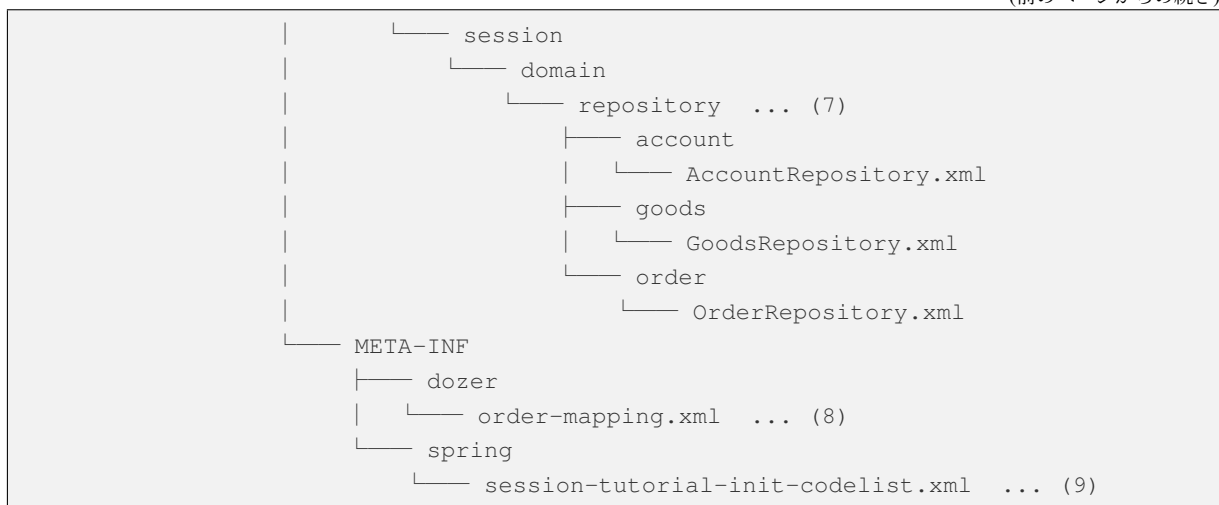 │       └── session
│           └── domain
│               └── repository  ... (7)
│                   ├── account
│                   │   └── AccountRepository.xml
│                   ├── goods
│                   │   └── GoodsRepository.xml
│                   └── order
│                       └── OrderRepository.xml
└── META-INF
    ├── dozer
    │   └── order-mapping.xml  ... (8)
    └── spring
        └── session-tutorial-init-codelist.xml  ... (9)